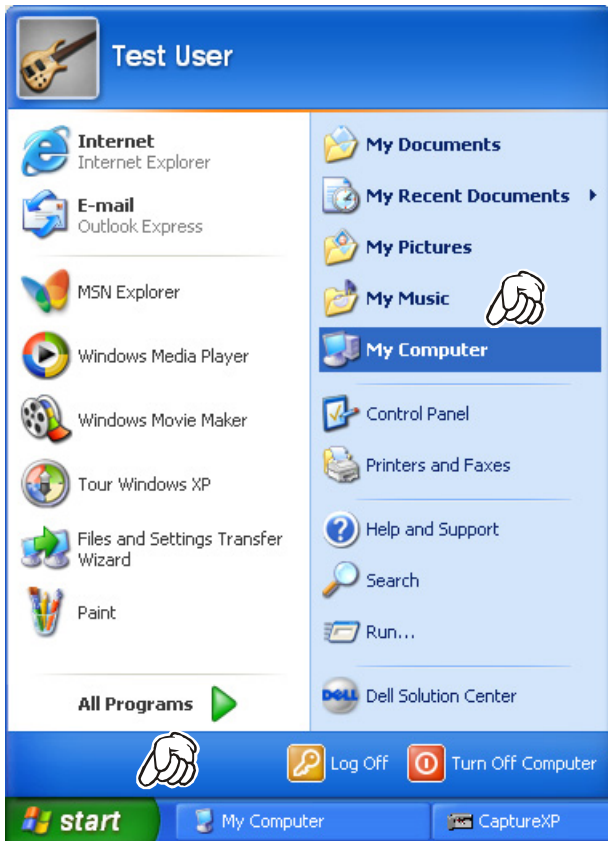 Test User
Internet
Internet Explorer
E-mail
Outlook Express
MSN Explorer
Windows Media Player
Windows Movie Maker
Tour Windows XP
Files and Settings Transfer
Wizard
Paint
All Programs
My Documents
My Recent Documents
My Pictures
My Music
My Computer
Control Panel
Printers and Faxes
Help and Support
Search
Run...
DELL Dell Solution Center
Log Off
Turn Off Computer
start
My Computer
CaptureXP